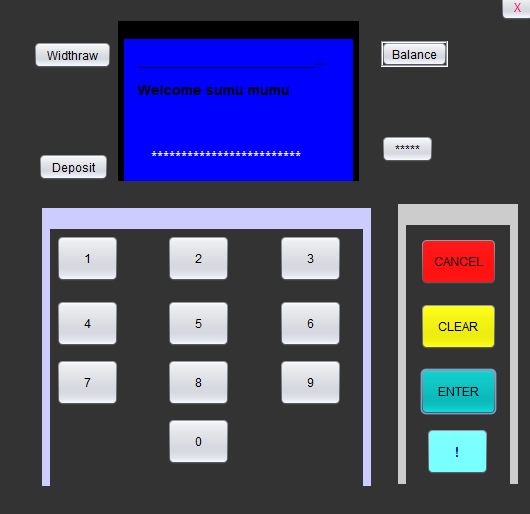 X
Widthraw
Balance
...
Welcome sumu mumu
*************************
*****
Deposit
1 2 3
CANCEL
4 5 6
CLEAR
7 8 9
ENTER
0
!